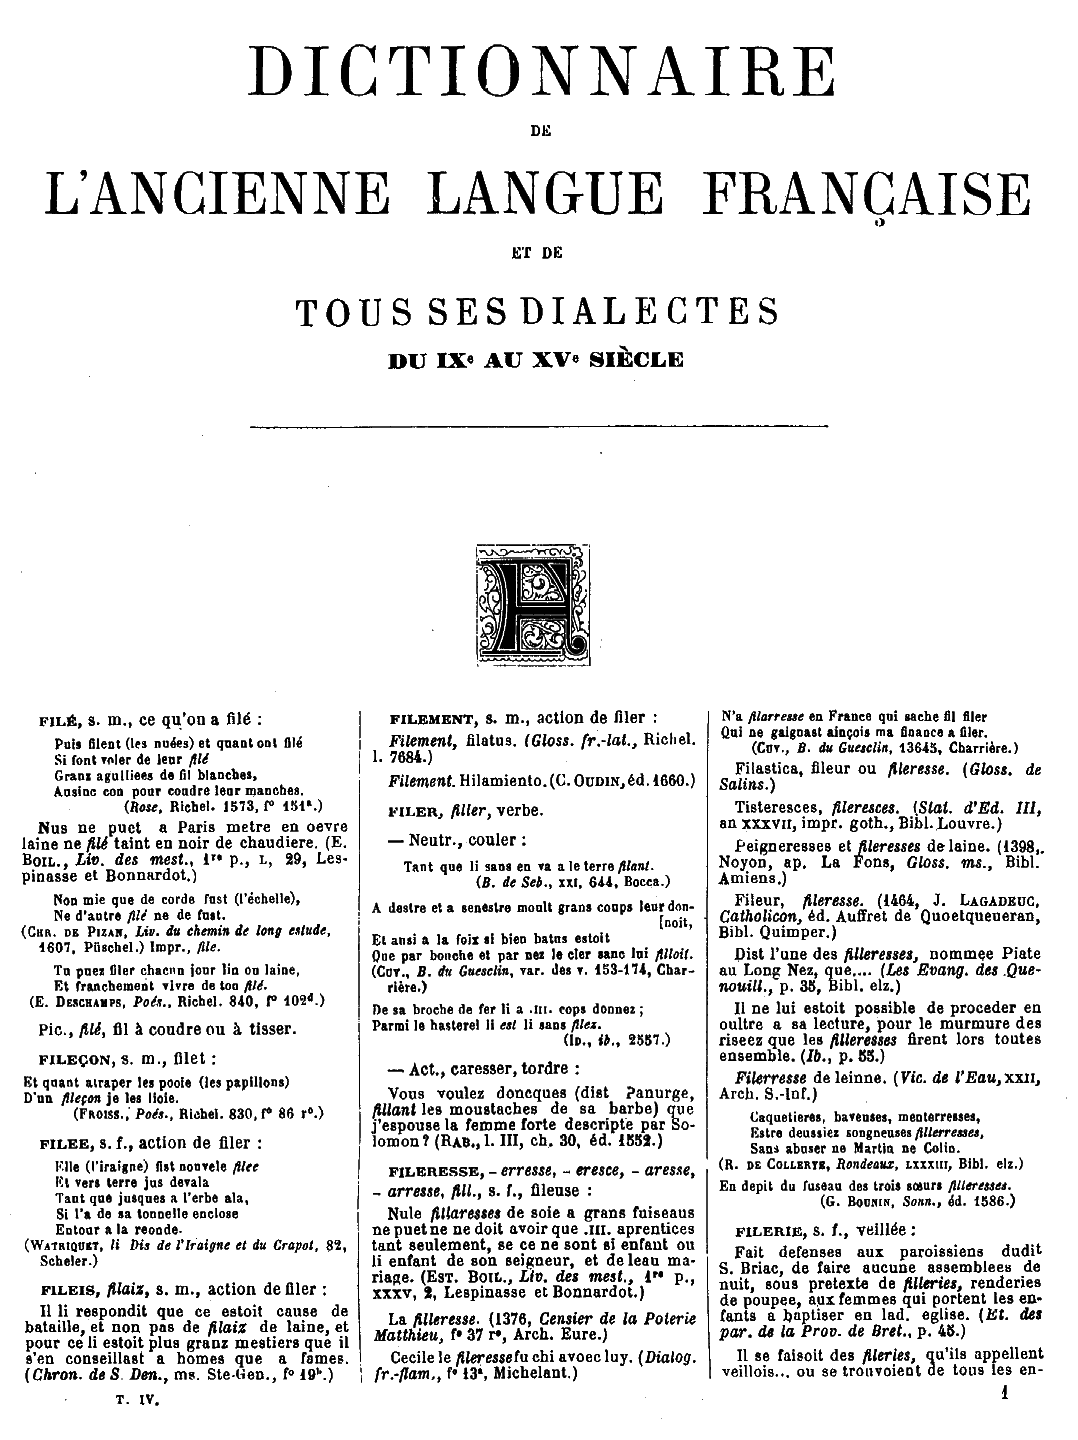 DICTIONNAIRE
DE
L'ANCIENNE LANGUE FRANÇAISE
ET DE
TOUS SES DIALECTES
DU IXe AU XVe SIÈCLE
F
FILÉ, s. m., ce qu'on a filé :
Puis filent (les nuées) et quant ont filé
Si font voler de leur filé
Granz agulliees de fil blanches,
Ausinc con pour coudre leur manches.
(Rose, Richel. 1573, f° 151a.)
Nus ne puet a Paris metre en oevre
laine ne filé taint en noir de chaudiere. (E.
BOIL., Liv. des mest., 1re p., L, 29, Les-
pinasse et Bonnardot.)
Non mie que de corde fust (l'échelle),
Ne d'autre filé ne de fust.
(CHR. DE PIZAN, Liv. du chemin de long estude,
1607, Püschel.) Impr., file.
Tu puez filer chacun jour lin ou laine,
Et franchement vivre de ton filé.
(E. DESCHAMPS, Poés., Richel. 840, f° 102d.)
Pic., filé, fil à coudre ou à tisser.
FILEÇON, s. m., filet :
Et quant atraper les pooie (les papillons)
D'un fileçon je les lioie.
(FROISS., Poés., Richel. 830, f° 86 r°.)
FILEE, s. f., action de filer :
Elle (l'iraigne) fist nouvele filee
Et vers terre jus devala
Tant que jusques a l'erbe ala,
Si l'a de sa tonnelle enclose
Entour a la reonde.
(WATRIQUET, li Dis de l'Iraigne et du Crapot, 82,
Scheler.)
FILEIS, filaiz, s. m., action de filer :
Il li respondit que ce estoit cause de
bataille, et non pas de filaiz de laine, et
pour ce li estoit plus granz mestiers que il
s'en conseillast a homes que a fames.
(Chron. de S. Den., ms. Ste-Gen., f° 19b.)
T. IV.
FILEMENT, s. m., action de filer :
Filement, filatus. (Gloss. fr.-lat., Richel.
l. 7684.)
Filement. Hilamiento. (C. OUDIN, éd. 1660.)
FILER, filler, verbe.
— Neutr., couler :
Tant que li sans en va a le terre filant.
(B. de Seb., XXI, 644, Bocca.)
A destre et a senestre moult grans coups leur don-
[noit,
Et ansi a la foix si bien batus estoit
Que par bouche et par nez le cler sanc lui filloit.
(CUV., B. du Guesclin, var. des v. 153-174, Char-
rière.)
De sa broche de fer li a .III. cops donnez ;
Parmi le hasterel li est li sans filez.
(ID., ib., 2557.)
— Act., caresser, tordre :
Vous voulez doncques (dist Panurge,
fillant les moustaches de sa barbe) que
j'espouse la femme forte descripte par So-
lomon? (RAB., l. III, ch. 30, éd. 1552.)
FILERESSE, - erresse, - eresce, - aresse,
- arresse, fill., s. f., fileuse :
Nule fillaresses de soie a grans fuiseaus
ne puet ne ne doit avoir que .III. aprentices
tant seulement, se ce ne sont si enfant ou
li enfant de son seigneur, et de leau ma-
riage. (EST. BOIL., Liv. des mest., 1re p.,
XXXV, 2, Lespinasse et Bonnardot.)
La filleresse. (1376, Censier de la Poterie
Matthieu, f° 37 r°, Arch. Eure.)
Cecile le fileresse fu chi avoec luy. (Dialog.
fr.-flam., f° 13a, Michelant.)
N'a filarresse en France qui sache fil filer
Qui ne gaignast ainçois ma finance a filer.
(CUV., B. du Guesclin, 13645, Charrière.)
Filastica, fileur ou fileresse. (Gloss. de
Salins.)
Tisteresces, fileresces. (Stat. d'Ed. III,
an XXXVII, impr. goth., Bibl. Louvre.)
Peigneresses et fileresses de laine. (1398,
Noyon, ap. La Fons, Gloss. ms., Bibl.
Amiens.)
Fileur, fileresse. (1464, J. LAGADEUC,
Catholicon, éd. Auffret de Quoetqueueran,
Bibl. Quimper.)
Dist l'une des filleresses, nommee Piate
au Long Nez, que.... (Les Evang. des Que-
nouill., p. 35, Bibl. elz.)
Il ne lui estoit possible de proceder en
oultre a sa lecture, pour le murmure des
riseez que les filleresses firent lors toutes
ensemble. (Ib., p. 55.)
Filerresse de leinne. (Vic. de l'Eau, XXII,
Arch. S.-Inf.)
Caquetieres, baveuses, menterresses,
Estre deussiez songneuses fillerresses,
Sans abuser ne Martin ne Colin.
(R. DE COLLERYE, Rondeaux, LXXXIII, Bibl. elz.)
En depit du fuseau des trois sœurs filleresses.
(G. BOUNIN, Sonn., éd. 1586.)
FILERIE, s. f., veillée :
Fait defenses aux paroissiens dudit
S. Briac, de faire aucune assemblees de
nuit, sous pretexte de filleries, renderies
de poupee, aux femmes qui portent les en-
fants a baptiser en lad. eglise. (Et. des
par. de la Prov. de Bret., p. 45.)
Il se faisoit des fileries, qu'ils appellent
veillois... ou se trouvoient de tous les en-
1